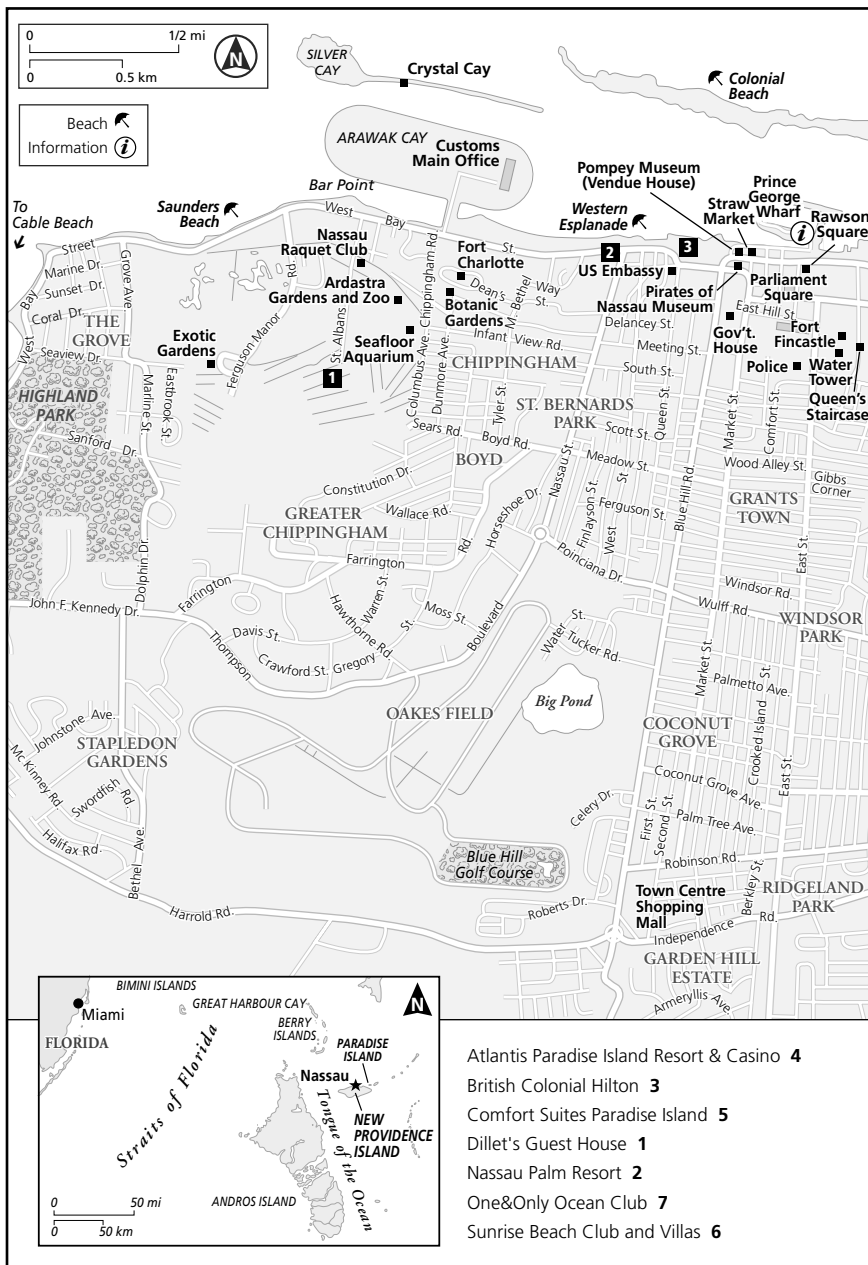 0 1/2 mi
0 0.5 km
N
Beach
Information i
SILVER
CAY
Crystal Cay
Colonial
Beach
ARAWAK CAY
Customs
Main Office
To
Cable Beach
Saunders
Beach
Bar Point
West Bay St.
Western
Esplanade
Pompey Museum
(Vendue House)
Straw
Market
Prince
George
Wharf
i
Rawson
Square
2
3
US Embassy
Pirates of
Nassau Museum
Parliament
Square
Nassau
Raquet Club
Ardastra
Gardens and Zoo
Fort
Charlotte
Botanic
Gardens
Seafloor
Aquarium
Exotic
Gardens
1
Gov't.
House
Fort
Fincastle
Police
Water
Tower
Queen's
Staircase
West Bay Street
Marine Dr.
Sunset Dr.
Coral Dr.
THE
GROVE
Grove Ave.
Seaview Dr.
HIGHLAND
PARK
Sanford Dr.
Marine St.
Eastbrook St.
Ferguson Manor Rd.
St. Albans
Columbus Ave.
Chippingham Rd
Dunmore Ave.
Dean's
M. Bethel
Way
St.
Infant View Rd.
CHIPPINGHAM
Tyler St.
Delancey St.
Meeting St.
South St.
East Hill St.
ST. BERNARDS
PARK
Queen St.
Scott St.
Sears Rd.
Boyd Rd.
BOYD
Meadow St.
Market St.
Comfort St.
Wood Alley St.
Gibbs
Corner
GRANTS
TOWN
Nassau St.
Blue Hill Rd.
Constitution Dr.
Wallace Rd.
GREATER
CHIPPINGHAM
Horseshoe Dr.
Finlayson St.
West St
Ferguson St.
Farrington Rd.
Poinciana Dr.
East St.
Windsor Rd
Wulff Rd.
WINDSOR
PARK
Dolphin Dr.
Farrington
John F. Kennedy Dr.
Warren St.
Hawthorne Rd.
Moss St.
Davis St.
Crawford St.
Gregory St.
Thompson Boulevard
Water St.
Tucker Rd.
Big Pond
Market St.
Palmetto Ave.
OAKES FIELD
COCONUT
GROVE
Crooked Island St.
East St.
Johnstone Ave.
STAPLEDON
GARDENS
Mc Kinney Rd.
Swordfish Rd.
Halifax Rd.
Bethel Ave.
Coconut Grove Ave.
Celery Dr.
First St.
Second St.
Palm Tree Ave.
Robinson Rd.
Blue Hill
Golf Course
Harrold Rd.
Roberts Dr.
Town Centre
Shopping
Mall
Berkley St.
RIDGELAND
PARK
Independence Rd.
GARDEN HILL
ESTATE
Armeryllis Ave
BIMINI ISLANDS
Miami
GREAT HARBOUR CAY
N
FLORIDA
BERRY
ISLANDS
PARADISE
ISLAND
Nassau
Straits of Florida
Tongue of the Ocean
NEW
PROVIDENCE
ISLAND
ANDROS ISLAND
0 50 mi
0 50 km
Atlantis Paradise Island Resort & Casino 4
British Colonial Hilton 3
Comfort Suites Paradise Island 5
Dillet's Guest House 1
Nassau Palm Resort 2
One&Only Ocean Club 7
Sunrise Beach Club and Villas 6